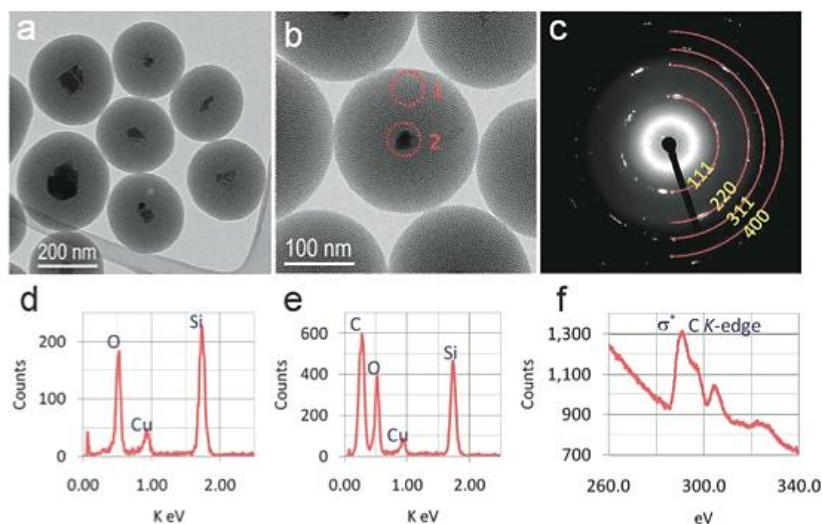 a
200 nm
b
1
2
100 nm
c
111
220
311
400
d
Counts
200
100
0
O
Cu
Si
0.00 1.00 2.00
K eV
e
Counts
600
400
200
0
C
O
Cu
Si
0.00 1.00 2.00
K eV
f
Counts
1,300
1,100
900
700
σ* C K-edge
260.0 300.0 340.0
eV